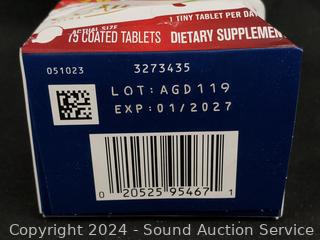 1 TINY TABLET PER DAY
ACTUAL SIZE
75 COATED TABLETS DIETARY SUPPLEMENT
051023 3273435
LOT:AGD119
EXP:01/2027
0 20525 95467 1
Copyright 2024 - Sound Auction Service